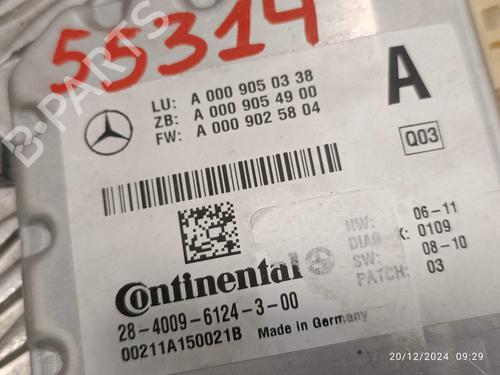 55314
LU: A 000 905 03 38
ZB: A 000 905 49 00
FW: A 000 902 58 04
A
Q03
HW: 06-11
DIAG X: 0109
SW: 08-10
PATCH: 03
Continental
28-4009-6124-3-00
00211A150021B Made in Germany
B-PARTS
20/12/2024 09:29